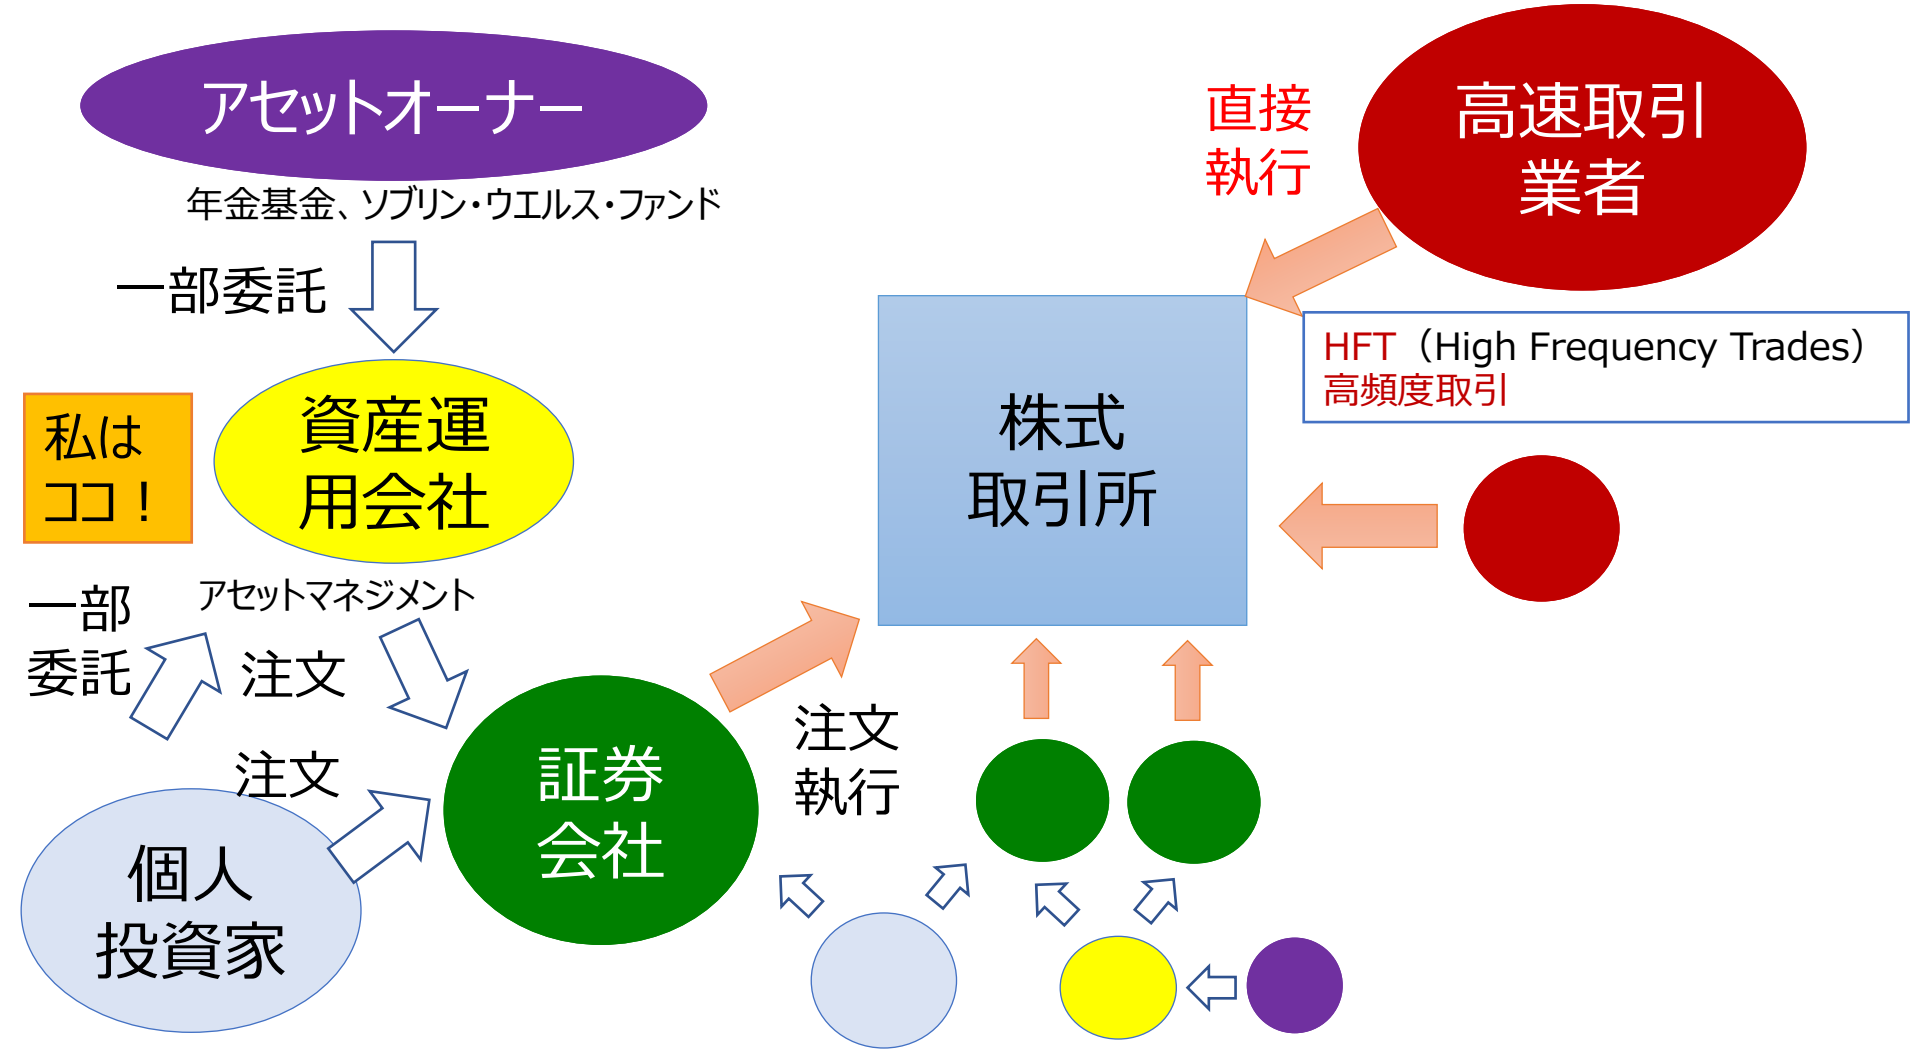 アセットオーナー
年金基金、ソブリン・ウエルス・ファンド
一部委託
私は
ココ！
資産運
用会社
アセットマネジメント
一部
委託
注文
注文
個人
投資家
証券
会社
注文
執行
株式
取引所
直接
執行
高速取引
業者
HFT（High Frequency Trades）
高頻度取引